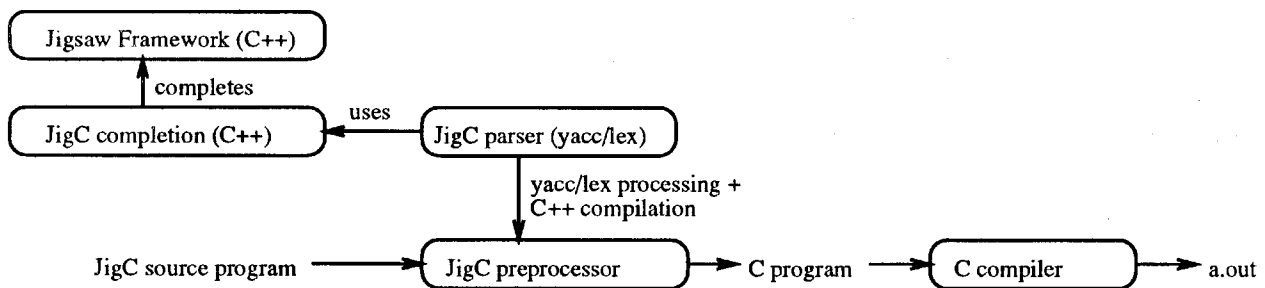 Jigsaw Framework (C++)
completes
JigC completion (C++)
uses
JigC parser (yacc/lex)
yacc/lex processing +
C++ compilation
JigC source program
JigC preprocessor
C program
C compiler
a.out